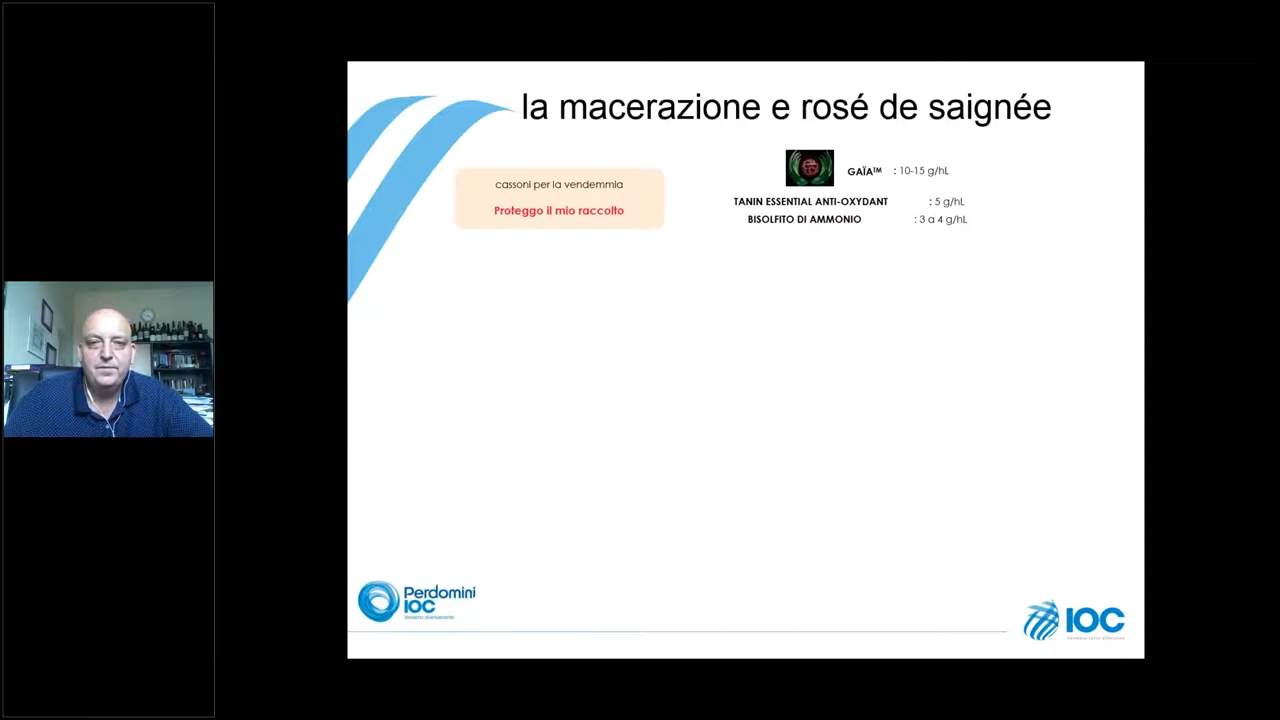 la macerazione e rosé de saignée
cassoni per la vendemmia
Proteggo il mio raccolto
GAÏA™ : 10-15 g/hL
TANIN ESSENTIAL ANTI-OXYDANT : 5 g/hL
BISOLFITO DI AMMONIO : 3 a 4 g/hL
Perdomini
IOC
IOC